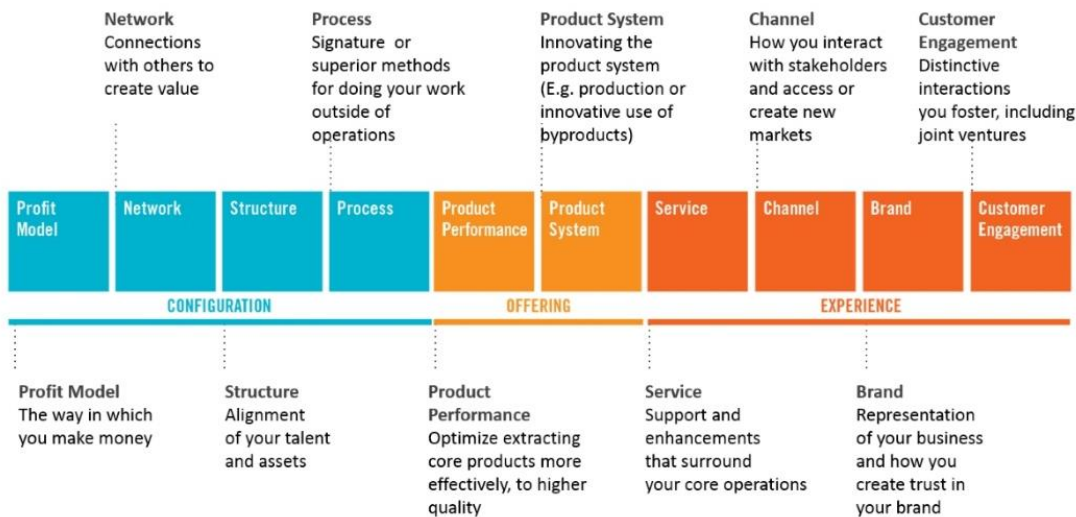 Network
Connections
with others to
create value
Process
Signature or
superior methods
for doing your work
outside of
operations
Product System
Innovating the
product system
(E.g. production or
innovative use of
byproducts)
Channel
How you interact
with stakeholders
and access or
create new
markets
Customer
Engagement
Distinctive
interactions
you foster, including
joint ventures
Profit
Model
Network
Structure
Process
Product
Performance
Product
System
Service
Channel
Brand
Customer
Engagement
CONFIGURATION
OFFERING
EXPERIENCE
Profit Model
The way in which
you make money
Structure
Alignment
of your talent
and assets
Product
Performance
Optimize extracting
core products more
effectively, to higher
quality
Service
Support and
enhancements
that surround
your core operations
Brand
Representation
of your business
and how you
create trust in
your brand